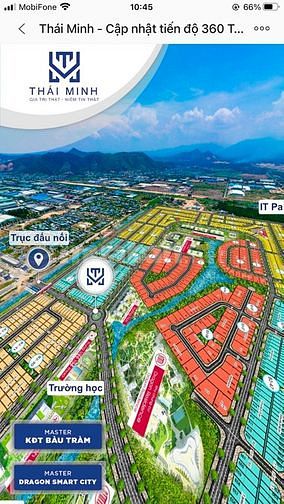 MobiFone
10:45
66%
Thái Minh - Cập nhật tiến độ 360 T...
THÁI MINH
GIÁ TRỊ THẬT - NIỀM TIN THẬT
IT Pa
Trục đấu nối
Trường học
MASTER
KĐT BÀU TRÀM
MASTER
DRAGON SMART CITY